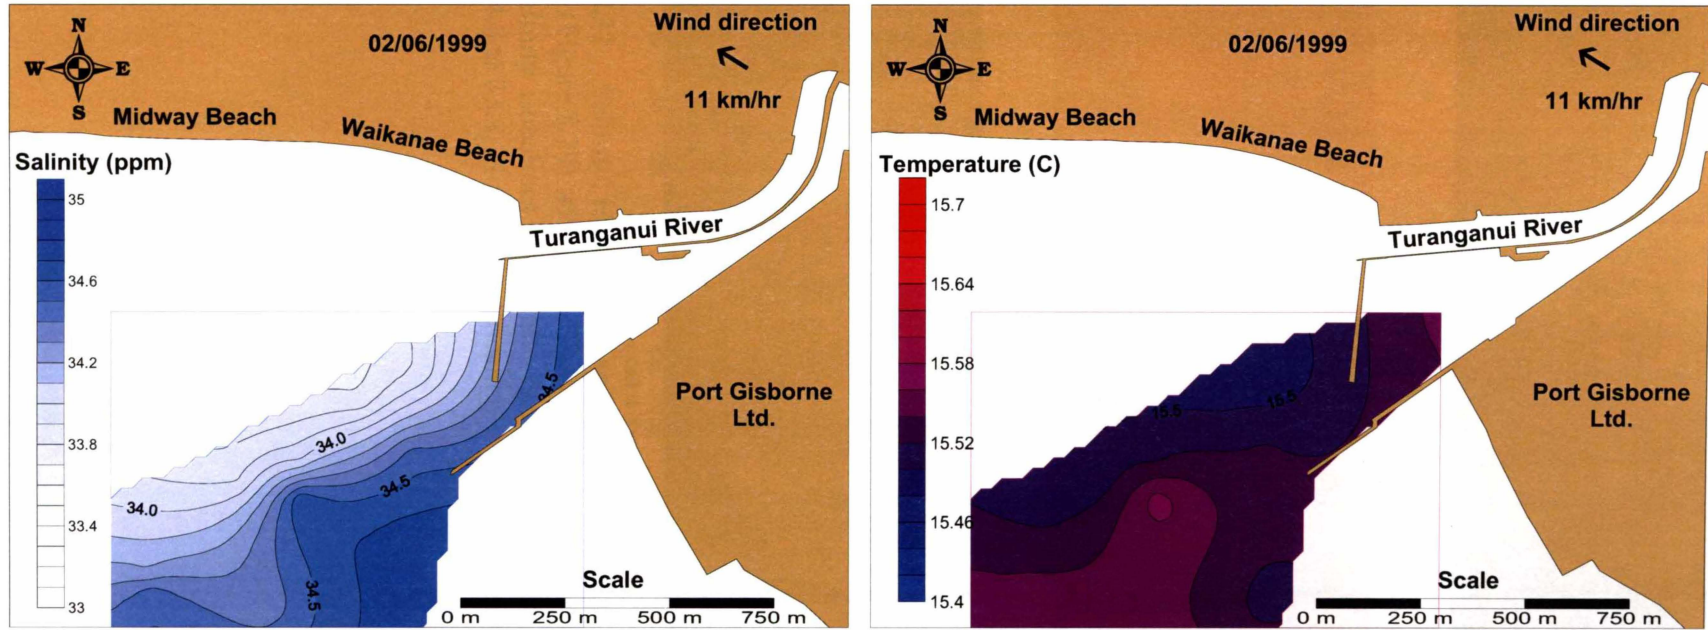 N
W E
S
02/06/1999
Wind direction
11 km/hr
Midway Beach
Waikanae Beach
Salinity (ppm)
35
34.6
34.2
33.8
33.4
33
Turanganui River
34.5
34.0
34.5
34.0
34.5
Port Gisborne
Ltd.
Scale
0 m 250 m 500 m 750 m
N
W E
S
02/06/1999
Wind direction
11 km/hr
Midway Beach
Waikanae Beach
Temperature (C)
15.7
15.64
15.58
15.52
15.46
15.4
Turanganui River
15.5
15.5
Port Gisborne
Ltd.
Scale
0 m 250 m 500 m 750 m